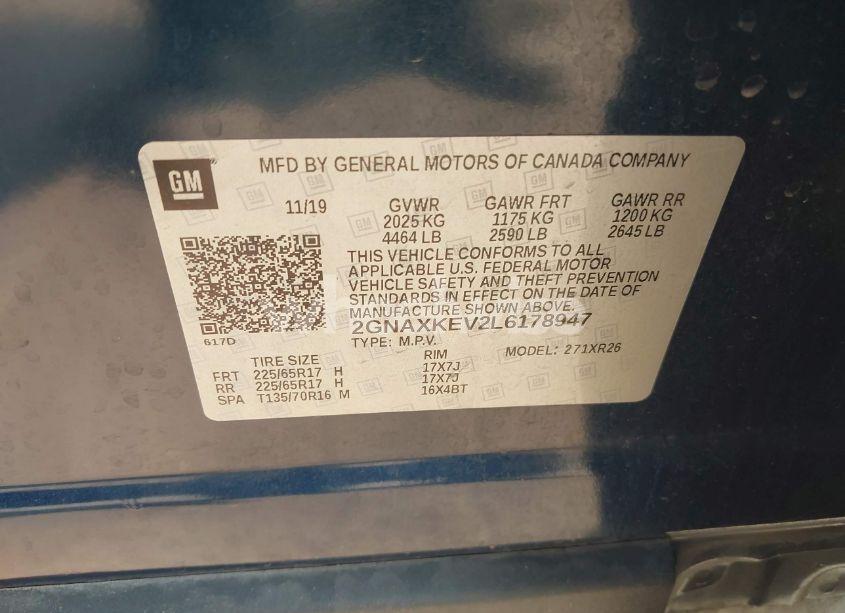 GM
MFD BY GENERAL MOTORS OF CANADA COMPANY
11/19 GVWR GAWR FRT GAWR RR
2025 KG 1175 KG 1200 KG
4464 LB 2590 LB 2645 LB
THIS VEHICLE CONFORMS TO ALL
APPLICABLE U.S. FEDERAL MOTOR
VEHICLE SAFETY AND THEFT PREVENTION
STANDARDS IN EFFECT ON THE DATE OF
MANUFACTURE SHOWN ABOVE.
617D 2GNAXKEV2L6178947
TYPE: M.P.V. MODEL: 271XR26
TIRE SIZE RIM
FRT 225/65R17 H 17X7J
RR 225/65R17 H 17X7J
SPA T135/70R16 M 16X4BT